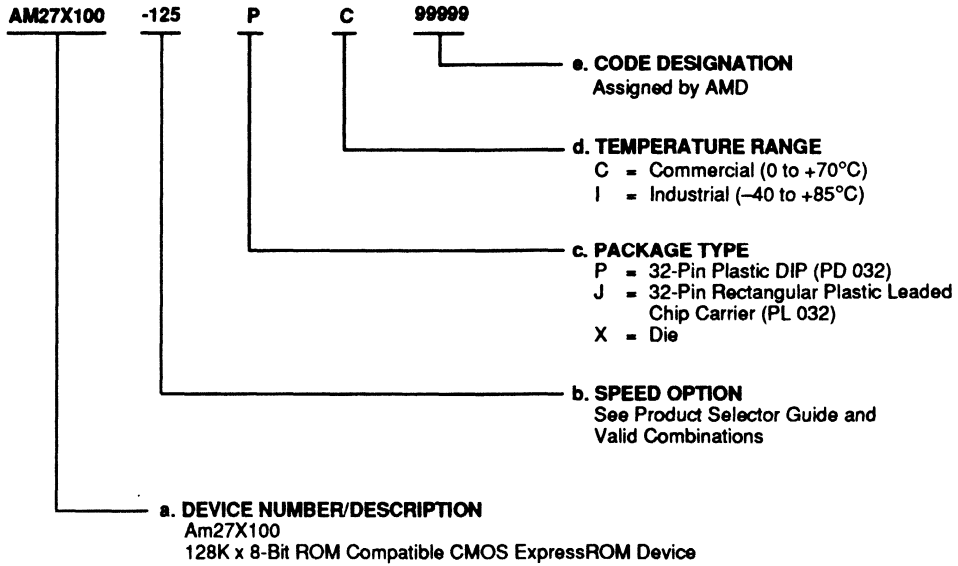 AM27X100 -125 P C 99999
e. CODE DESIGNATION
Assigned by AMD
d. TEMPERATURE RANGE
C = Commercial (0 to +70°C)
I = Industrial (–40 to +85°C)
c. PACKAGE TYPE
P = 32-Pin Plastic DIP (PD 032)
J = 32-Pin Rectangular Plastic Leaded
Chip Carrier (PL 032)
X = Die
b. SPEED OPTION
See Product Selector Guide and
Valid Combinations
a. DEVICE NUMBER/DESCRIPTION
Am27X100
128K x 8-Bit ROM Compatible CMOS ExpressROM Device